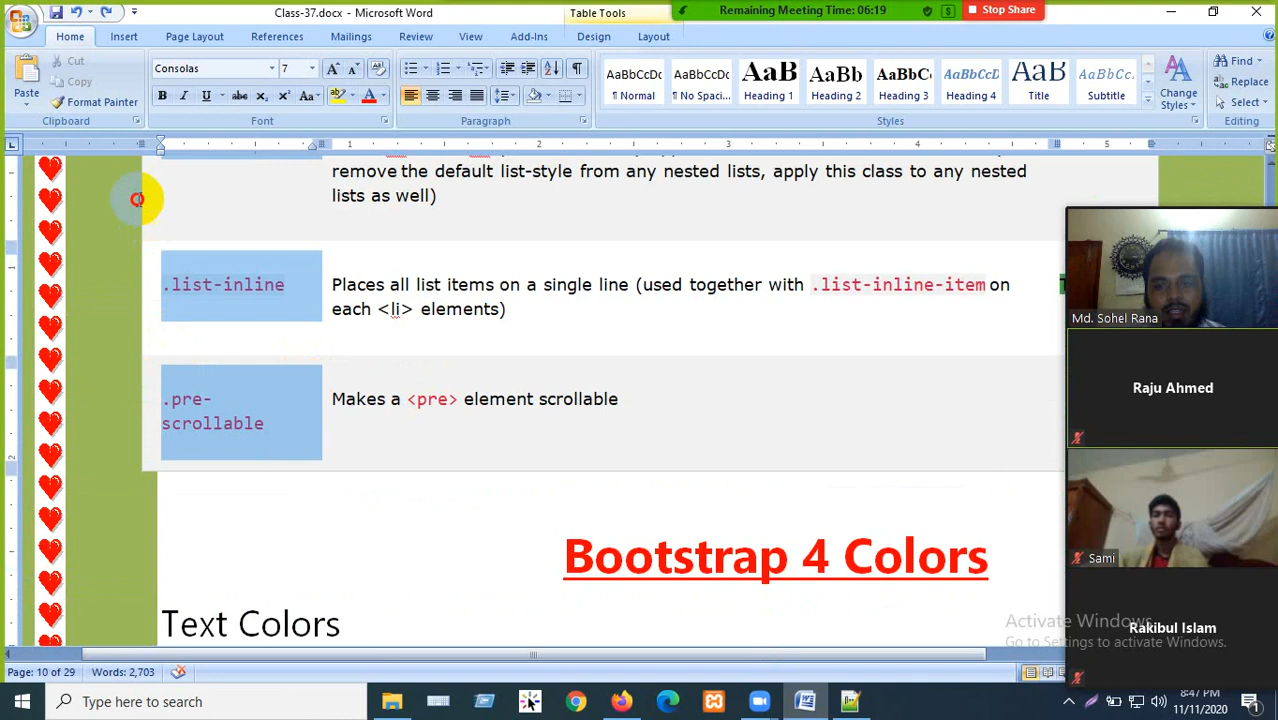 Class-37.docx - Microsoft Word
Table Tools
Remaining Meeting Time: 06:19
Stop Share
Home
Insert
Page Layout
References
Mailings
Review
View
Add-Ins
Design
Layout
Paste
Cut
Copy
Format Painter
Clipboard
Consolas
7
Font
Paragraph
AaBbCcDc
¶ Normal
AaBbCcDc
¶ No Spaci...
AaB
Heading 1
AaBb
Heading 2
AaBbC
Heading 3
AaBbCcD
Heading 4
AaB
Title
AaBbCcD
Subtitle
Change
Styles
Styles
Find
Replace
Select
Editing
remove the default list-style from any nested lists, apply this class to any nested
lists as well)
.list-inline
Places all list items on a single line (used together with .list-inline-item on
each <li> elements)
.pre-
scrollable
Makes a <pre> element scrollable
Bootstrap 4 Colors
Text Colors
Md. Sohel Rana
Raju Ahmed
Sami
Rakibul Islam
Activate Windows
Go to Settings to activate Windows.
Page: 10 of 29
Words: 2,703
Type here to search
8:47 PM
11/11/2020